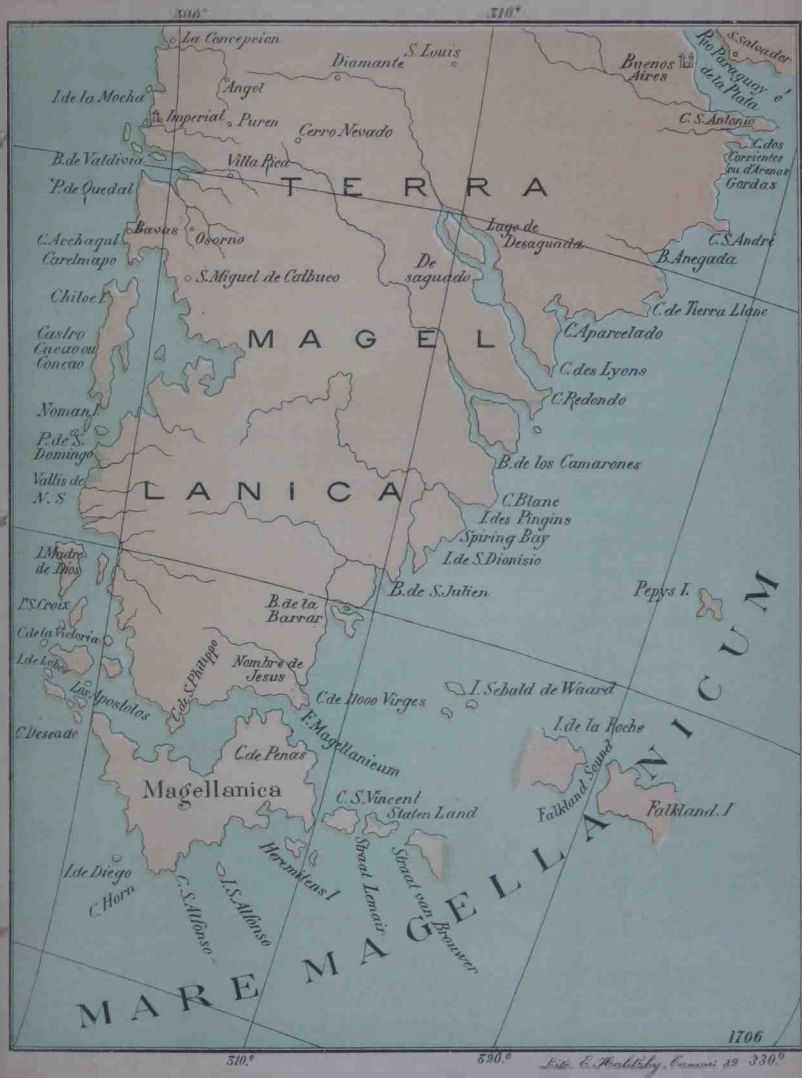 300°
310°
La Concepcion
Diamante
S. Louis
Buenos
Aires
Rio Paraguay ó
de la Plata
S. Salvador
I. de la Mocha
Angol
Imperial
Puren
Cerro Nevado
C. S. Antonio
B. de Valdivia
Villa Rica
C. dos
Corrientes
ou d'Arenas
Gordas
P. de Quedal
TERRA
Bavas
Osorno
Lago de
Desaguada
C. S. André
C. Acchaqul
Carelmapo
S. Miguel de Calbuco
De
saguado
B. Anegada
Chiloe I.
C. de Tierra Llane
Castro
Cucao ou
Concao
MAGEL
C. Aparcelado
C. des Lyons
Noman I.
C. Redondo
P. de S.
Domingo
B. de los Camarones
Vallis de
N. S
LANICA
C. Blanc
I. des Pingins
Spiring Bay
I. de S. Dionisio
I. Madre
de Dios
B. de S. Julien
Pepys I.
I. S. Croix
B. de la
Barrar
C. de la Victoria
I. de Lobos
Los Apostolos
C. de S. Philippo
Nombre de
Jesus
C. de 11000 Virges
I. Sebald de Waard
C. Deseade
F. Magellanicum
I. de la Roche
C. de Penas
Magellanica
Falkland Sound
Falkland. I
C. S. Vincent
Staten Land
I. de Diego
C. Horn
C. S. Alfonso
I. S. Alfonso
Heremitens I
Straat Lemair
Straat van Brouwer
MARE MAGELLANICUM
1706
310.°
320.°
330.°